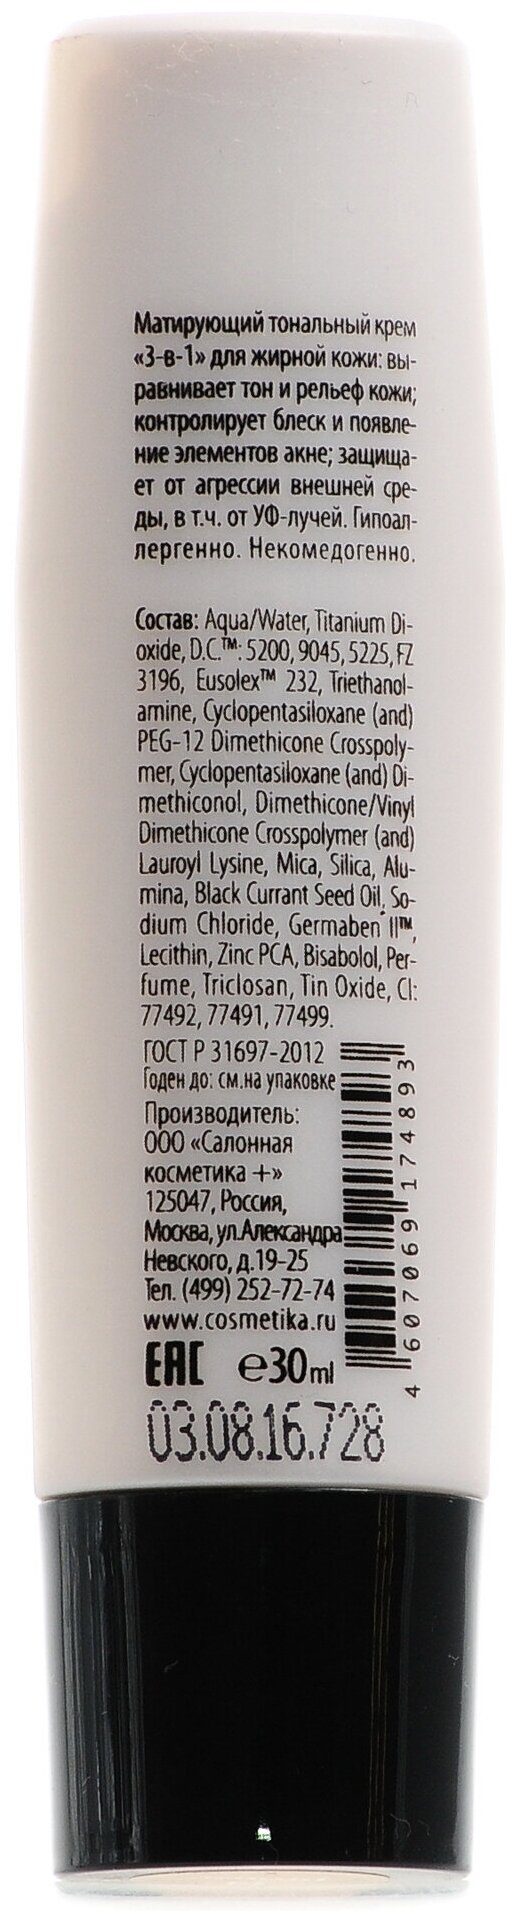 Матирующий тональный крем
«3-в-1» для жирной кожи: вы-
равнивает тон и рельеф кожи;
контролирует блеск и появле-
ние элементов акне; защища-
ет от агрессии внешней сре-
ды, в т.ч. от УФ-лучей. Гипоал-
лергенно. Некомедогенно.
Состав: Aqua/Water, Titanium Di-
oxide, D.C.™: 5200, 9045, 5225, FZ
3196, Eusolex™ 232, Triethanol-
amine, Cyclopentasiloxane (and)
PEG-12 Dimethicone Crosspoly-
mer, Cyclopentasiloxane (and) Di-
methiconol, Dimethicone/Vinyl
Dimethicone Crosspolymer (and)
Lauroyl Lysine, Mica, Silica, Alu-
mina, Black Currant Seed Oil, So-
dium Chloride, Germaben II™,
Lecithin, Zinc PCA, Bisabolol, Per-
fume, Triclosan, Tin Oxide, CI:
77492, 77491, 77499.
ГОСТ Р 31697-2012
Годен до: см.на упаковке
Производитель:
ООО «Салонная
косметика +»
125047, Россия,
Москва, ул.Александра
Невского, д.19-25
Тел. (499) 252-72-74
www.cosmetika.ru
EAC ℮30ml
4 607069 174893
03.08.16.728